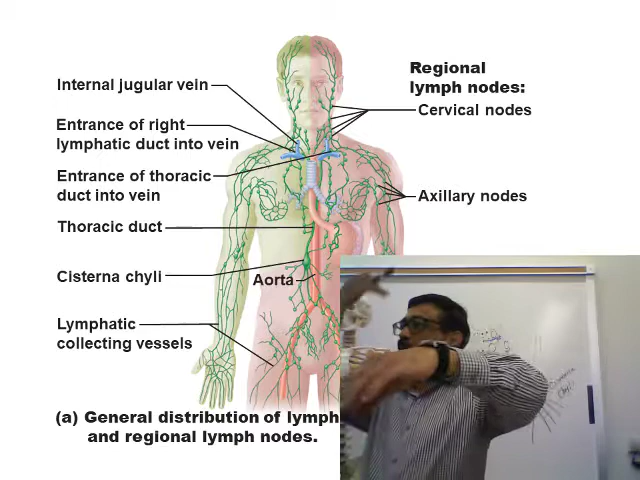 Internal jugular vein
Entrance of right
lymphatic duct into vein
Entrance of thoracic
duct into vein
Thoracic duct
Cisterna chyli
Aorta
Lymphatic
collecting vessels
Regional
lymph nodes:
Cervical nodes
Axillary nodes
(a) General distribution of lymph
and regional lymph nodes.